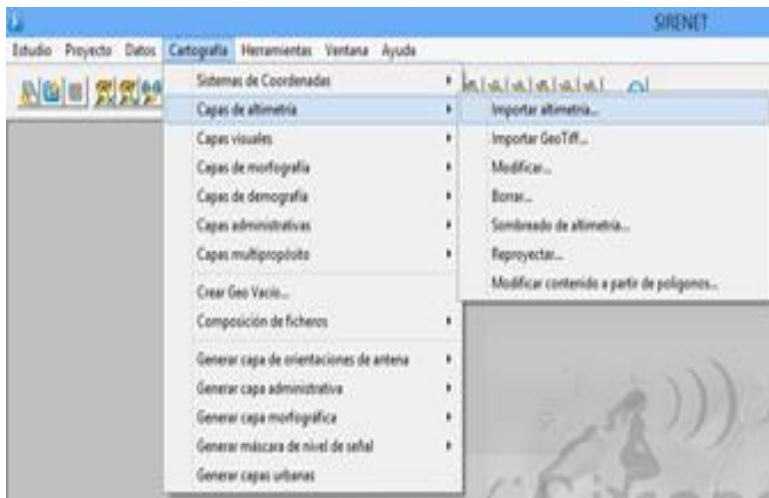 SIRENET
Estudio Proyecto Datos Cartografía Herramientas Ventana Ayuda
Sistemas de Coordenadas
Capas de altimetría
Capas visuales
Capas de morfografía
Capas de demografía
Capas administrativas
Capas multipropósito
Crear Geo Vacío...
Composición de ficheros
Generar capa de orientaciones de antena
Generar capa administrativa
Generar capa morfográfica
Generar máscara de nivel de señal
Generar capas urbanas
Importar altimetría...
Importar GeoTiff...
Modificar...
Borrar...
Sombreado de altimetría...
Reproyectar...
Modificar contenido a partir de polígonos...